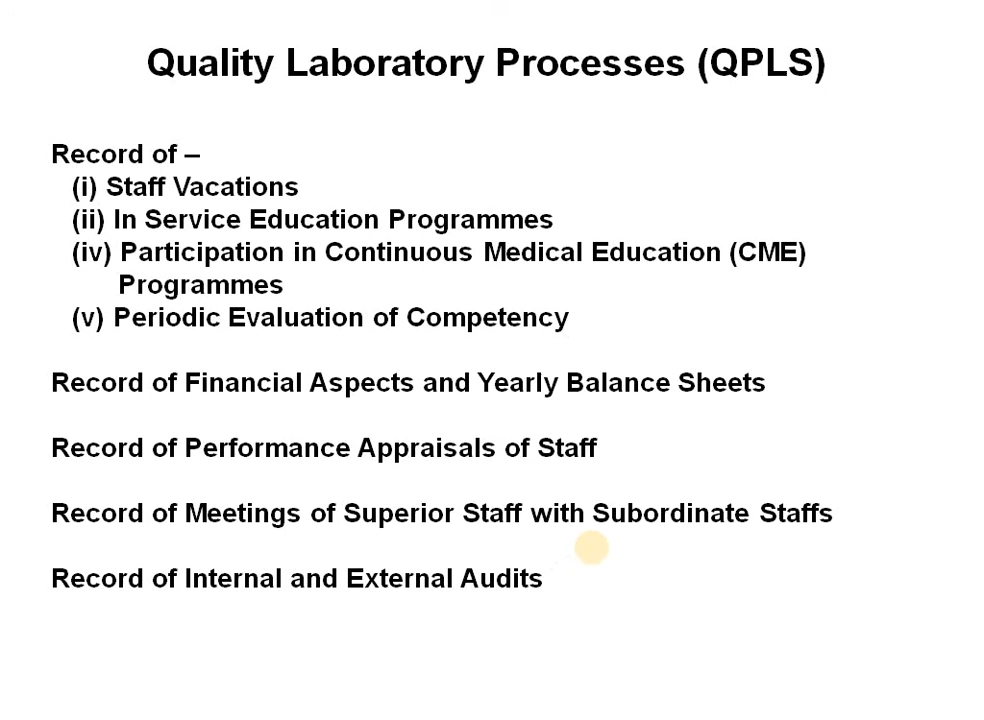 Quality Laboratory Processes (QPLS)
Record of –
(i) Staff Vacations
(ii) In Service Education Programmes
(iv) Participation in Continuous Medical Education (CME)
Programmes
(v) Periodic Evaluation of Competency
Record of Financial Aspects and Yearly Balance Sheets
Record of Performance Appraisals of Staff
Record of Meetings of Superior Staff with Subordinate Staffs
Record of Internal and External Audits